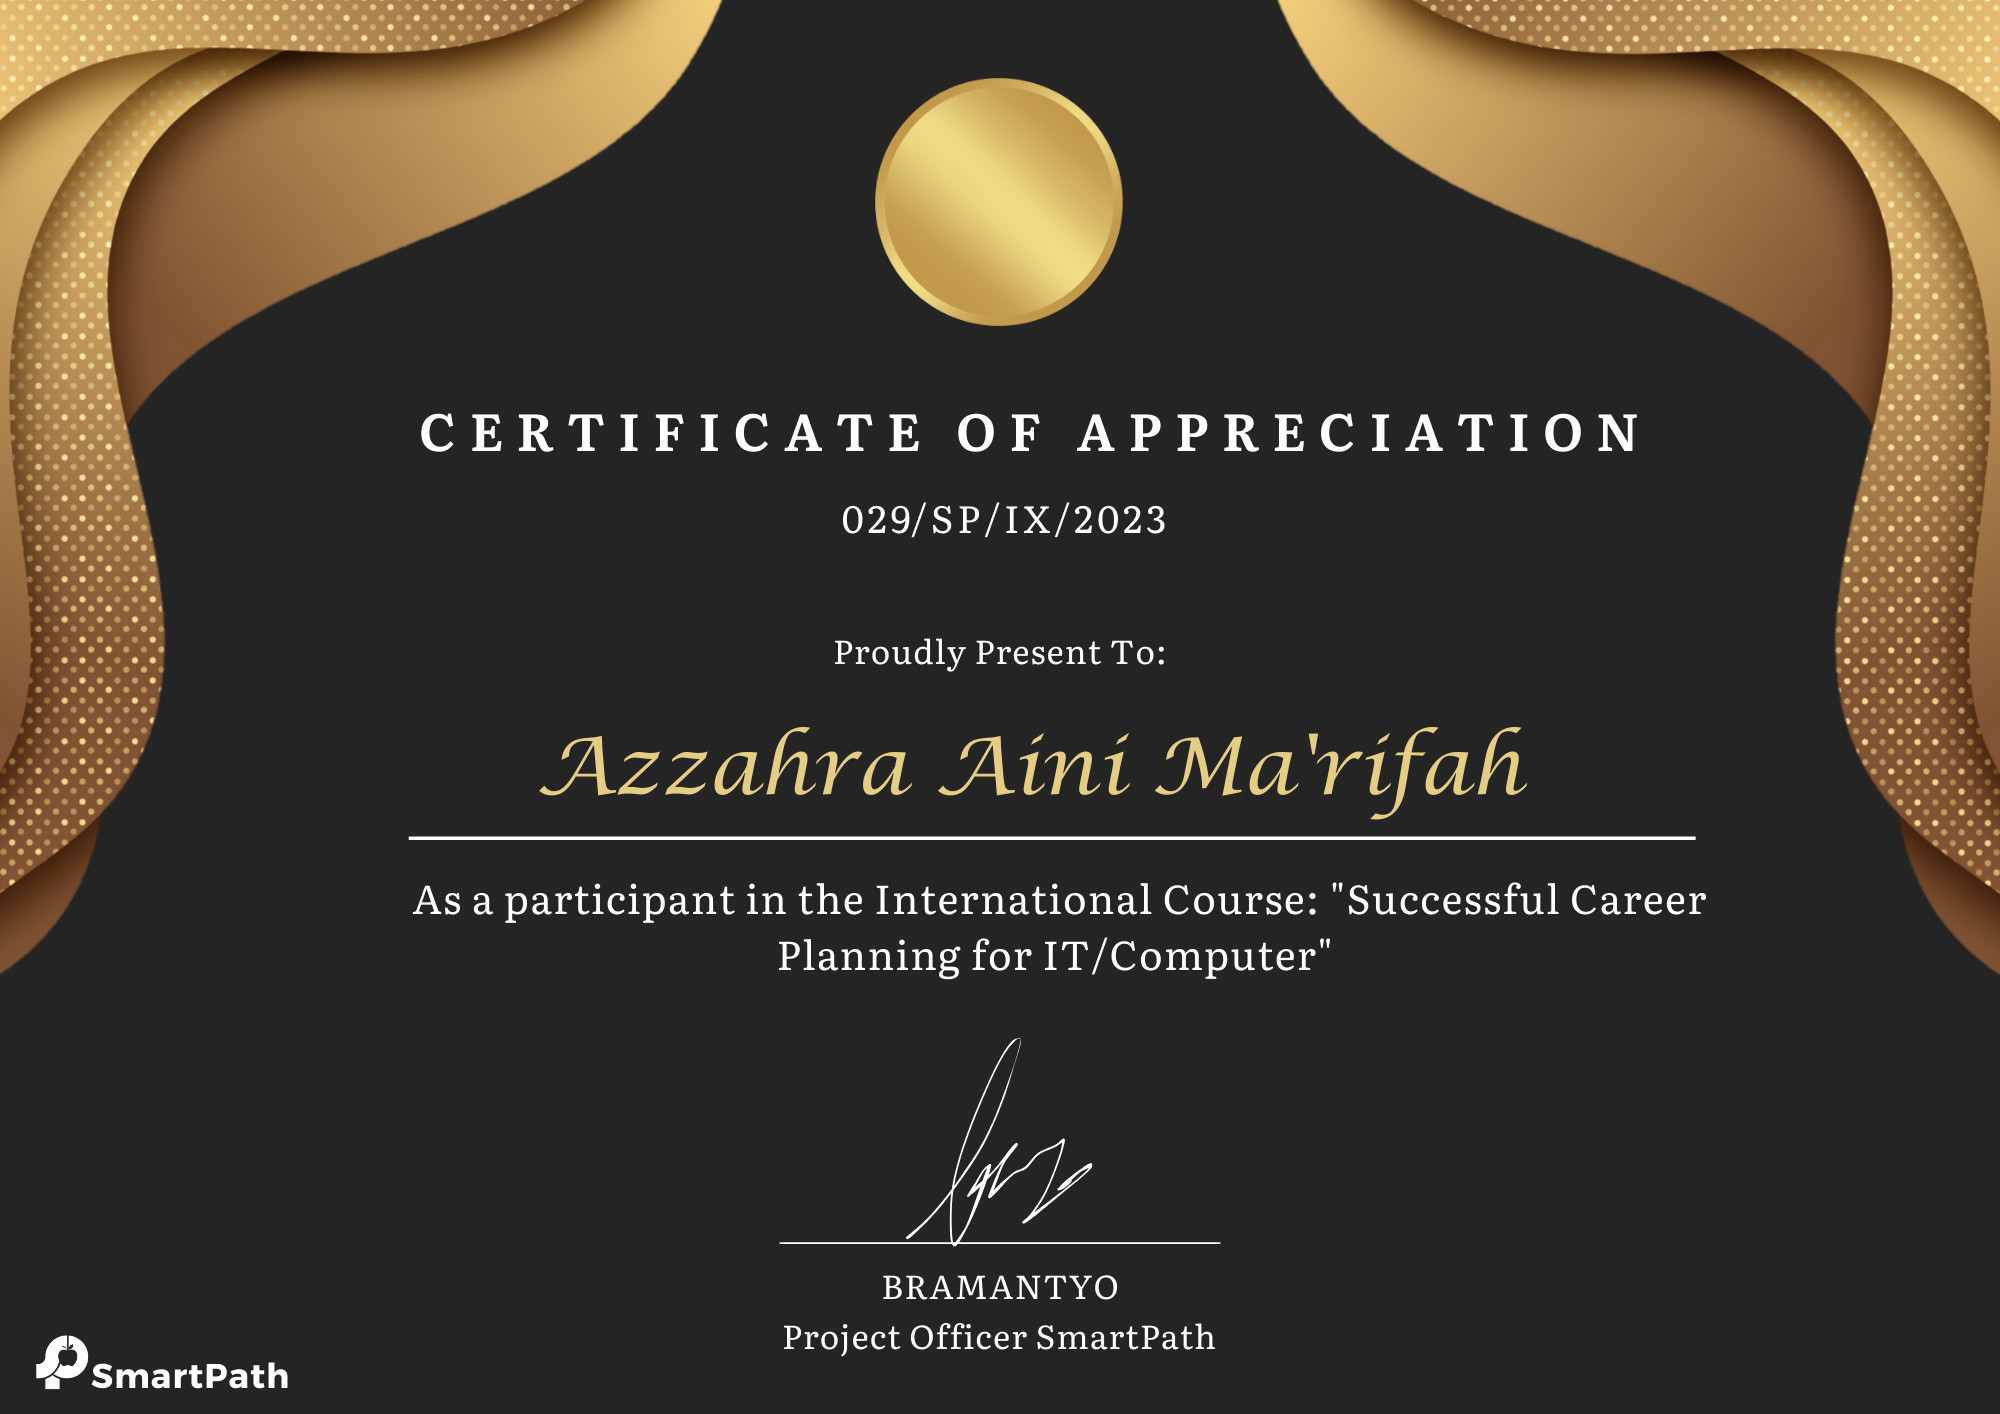 CERTIFICATE OF APPRECIATION
029/SP/IX/2023
Proudly Present To:
Azzahra Aini Ma'rifah
As a participant in the International Course: "Successful Career
Planning for IT/Computer"
BRAMANTYO
Project Officer SmartPath
SmartPath